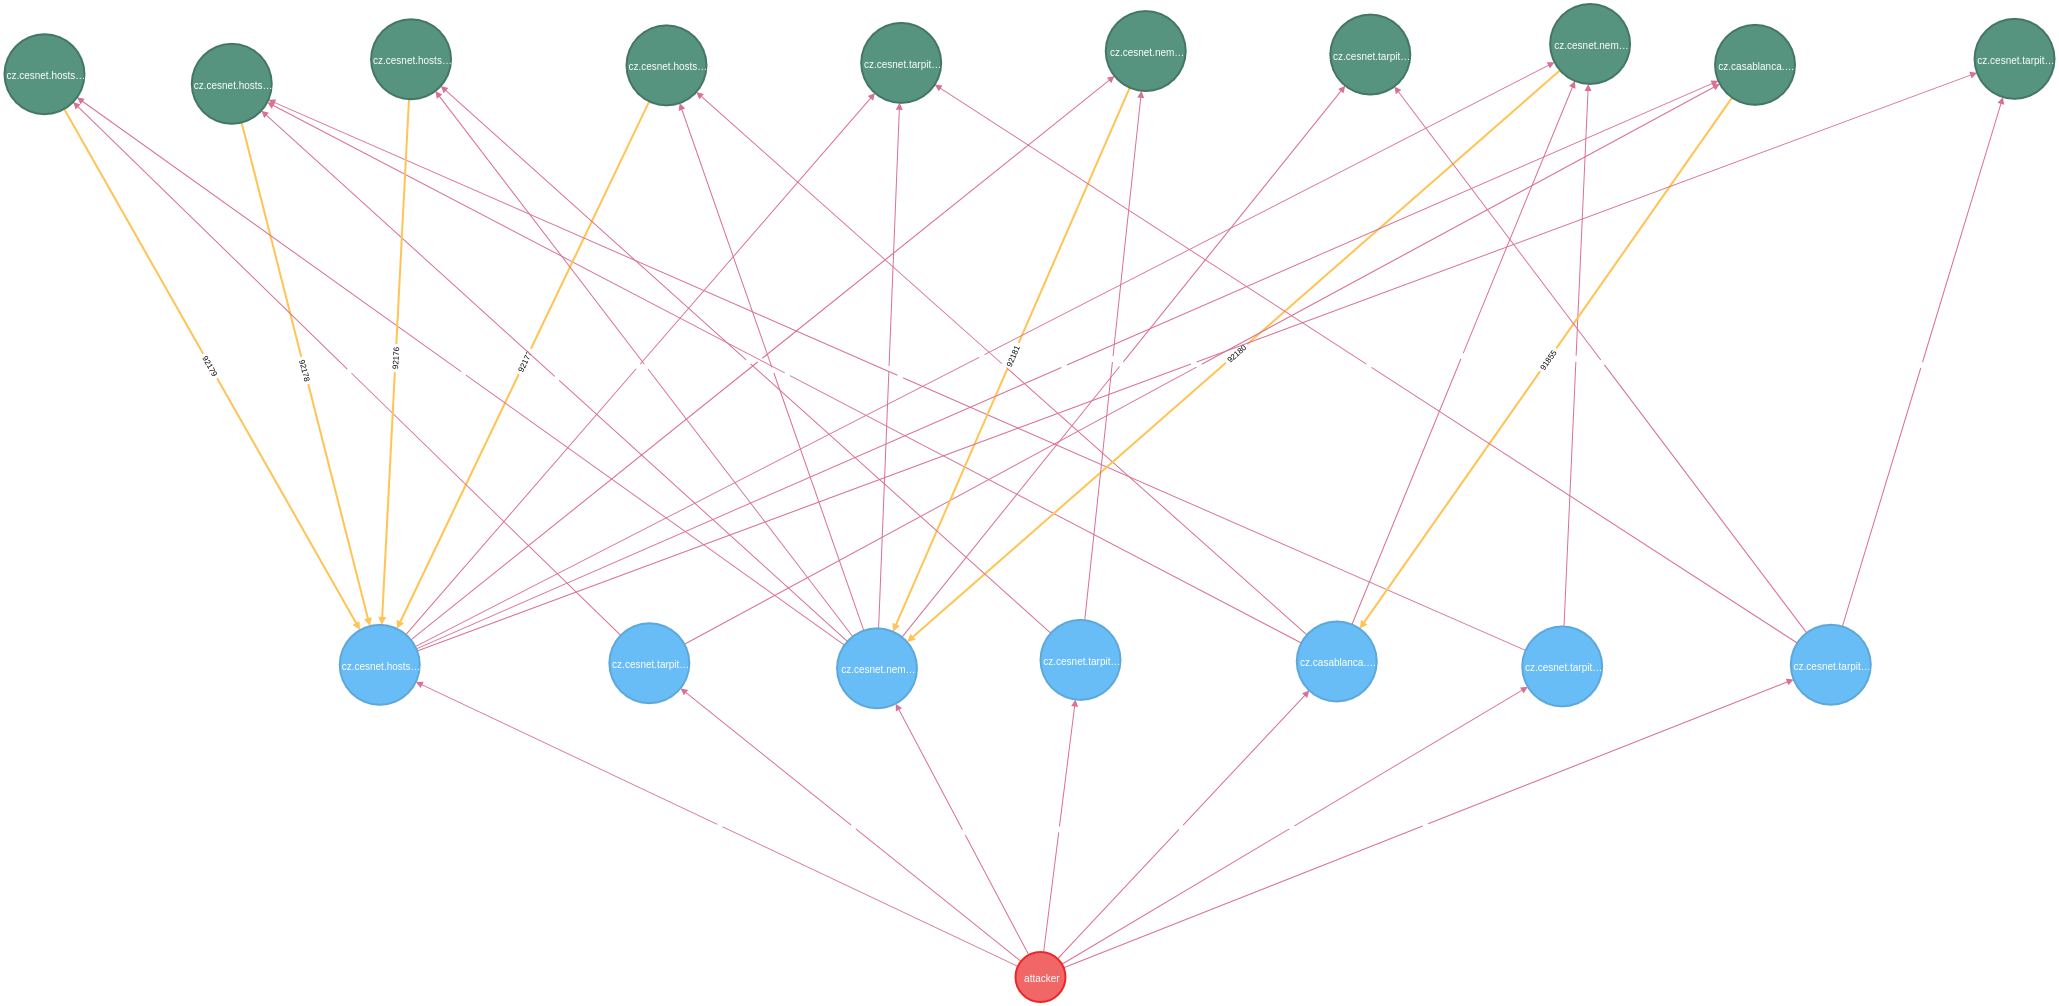 cz.cesnet.hosts…
cz.cesnet.hosts…
cz.cesnet.hosts…
cz.cesnet.hosts…
cz.cesnet.tarpit…
cz.cesnet.nem…
cz.cesnet.tarpit…
cz.cesnet.nem…
cz.casablanca.…
cz.cesnet.tarpit…
92179
92178
92176
92177
92181
92180
91855
cz.cesnet.hosts…
cz.cesnet.tarpit…
cz.cesnet.nem…
cz.cesnet.tarpit…
cz.casablanca.…
cz.cesnet.tarpit…
cz.cesnet.tarpit…
attacker